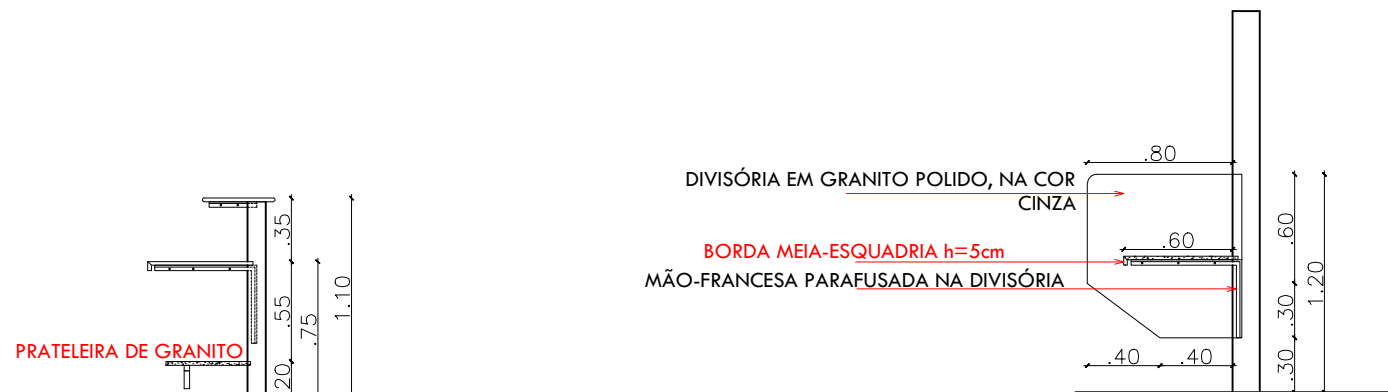 .35
.55
.75
1.10
PRATELEIRA DE GRANITO
20
.80
DIVISÓRIA EM GRANITO POLIDO, NA COR
CINZA
.60
BORDA MEIA-ESQUADRIA h=5cm
MÃO-FRANCESA PARAFUSADA NA DIVISÓRIA
.40
.40
.60
.30
.30
1.20